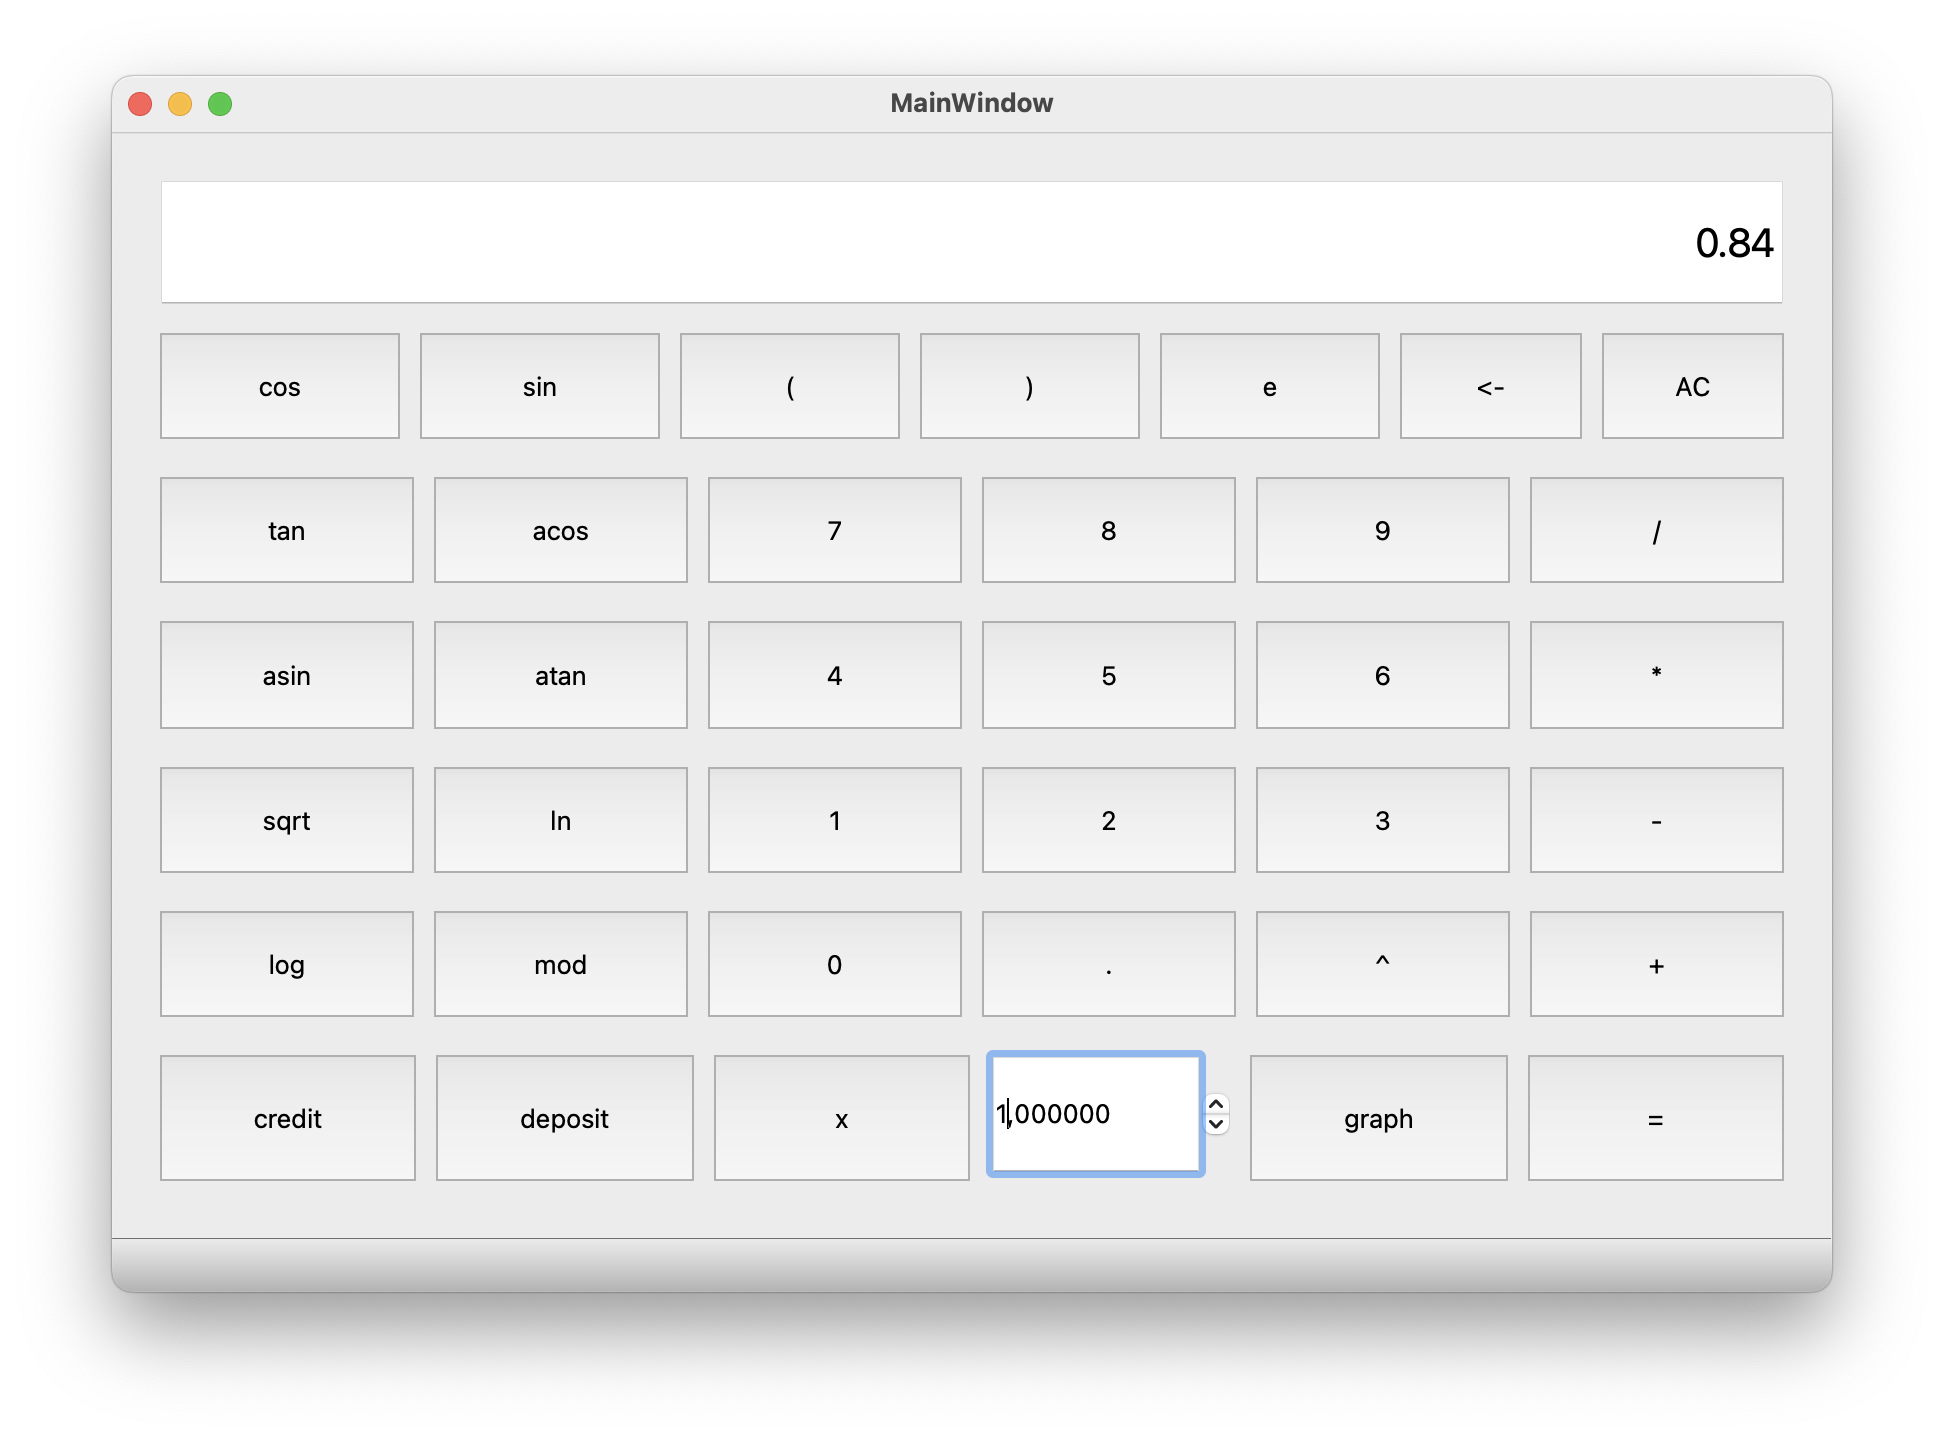 MainWindow
0.84
cos sin ( ) e <- AC
tan acos 7 8 9 /
asin atan 4 5 6 *
sqrt ln 1 2 3 -
log mod 0 . ^ +
credit deposit x 1,000000 graph =